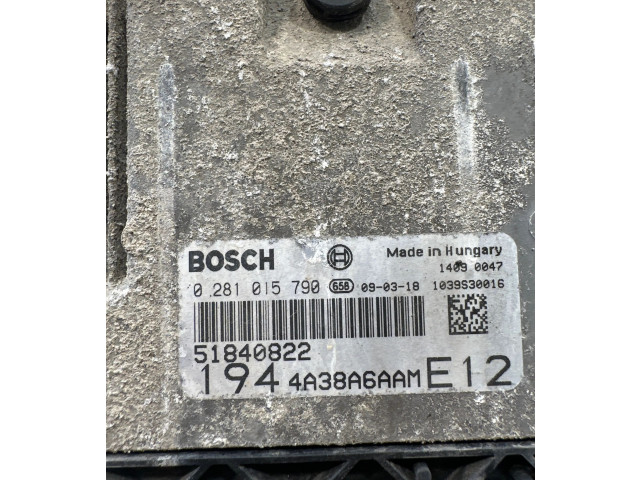 BOSCH Made in Hungary
1409 0047
0 281 015 790 658 09-03-18 1039S30016
51840822
194 4A38A6AAM E12